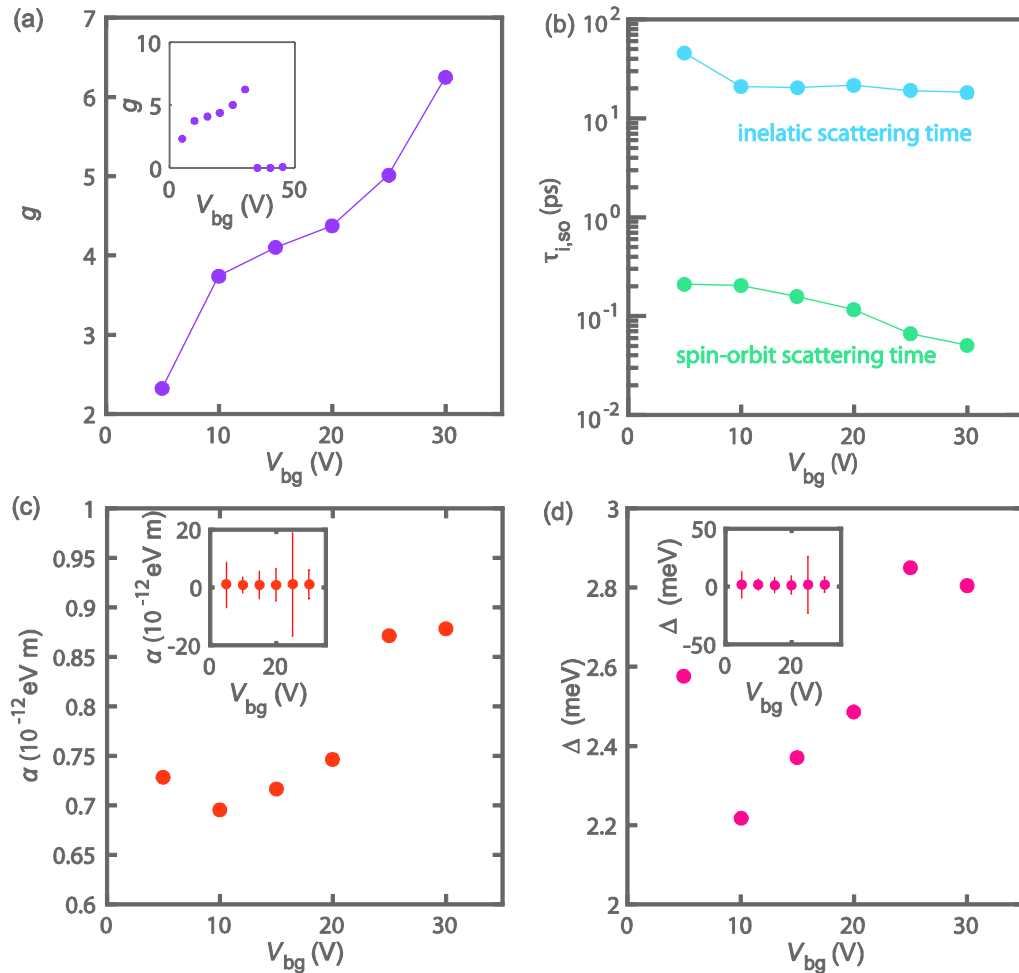 (a)
7
6
5
4
3
2
g
0
10
20
30
V_bg (V)
10
5
0
g
0
50
V_bg (V)
(b)
10^2
10^1
10^0
10^-1
10^-2
τ_i,so (ps)
inelatic scattering time
spin-orbit scattering time
0
10
20
30
V_bg (V)
(c)
1
0.95
0.9
0.85
0.8
0.75
0.7
0.65
0.6
α (10^-12 eV m)
0
10
20
30
V_bg (V)
20
0
-20
α (10^-12 eV m)
0
20
V_bg (V)
(d)
3
2.8
2.6
2.4
2.2
2
Δ (meV)
0
10
20
30
V_bg (V)
50
0
-50
Δ (meV)
0
20
V_bg (V)